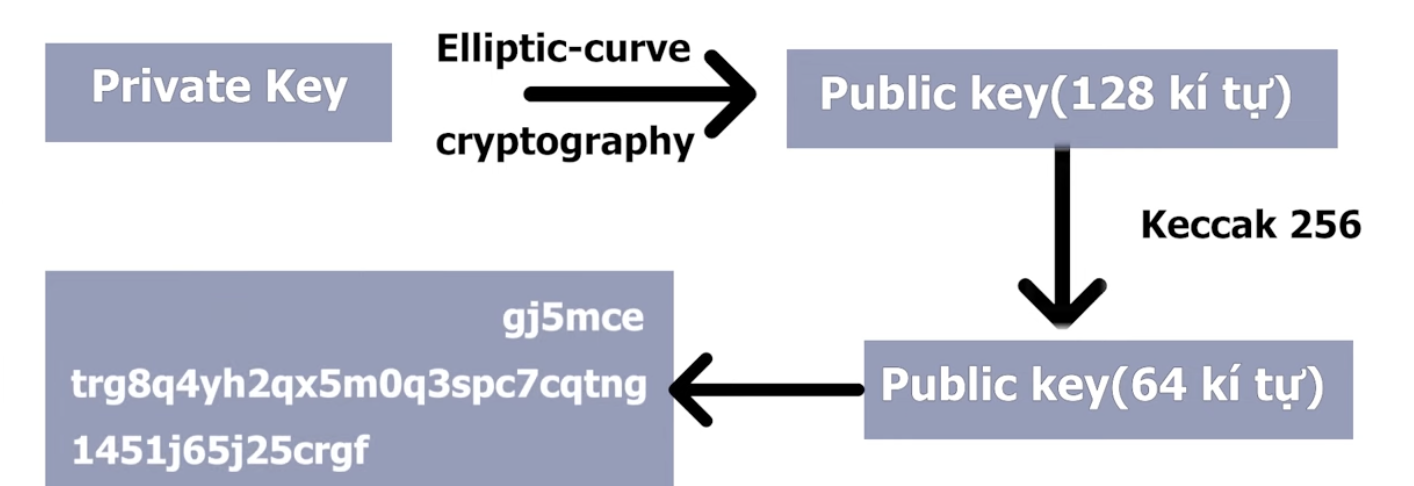 Private Key
Elliptic-curve
cryptography
Public key(128 kí tự)
Keccak 256
Public key(64 kí tự)
gj5mce
trg8q4yh2qx5m0q3spc7cqtng
1451j65j25crgf